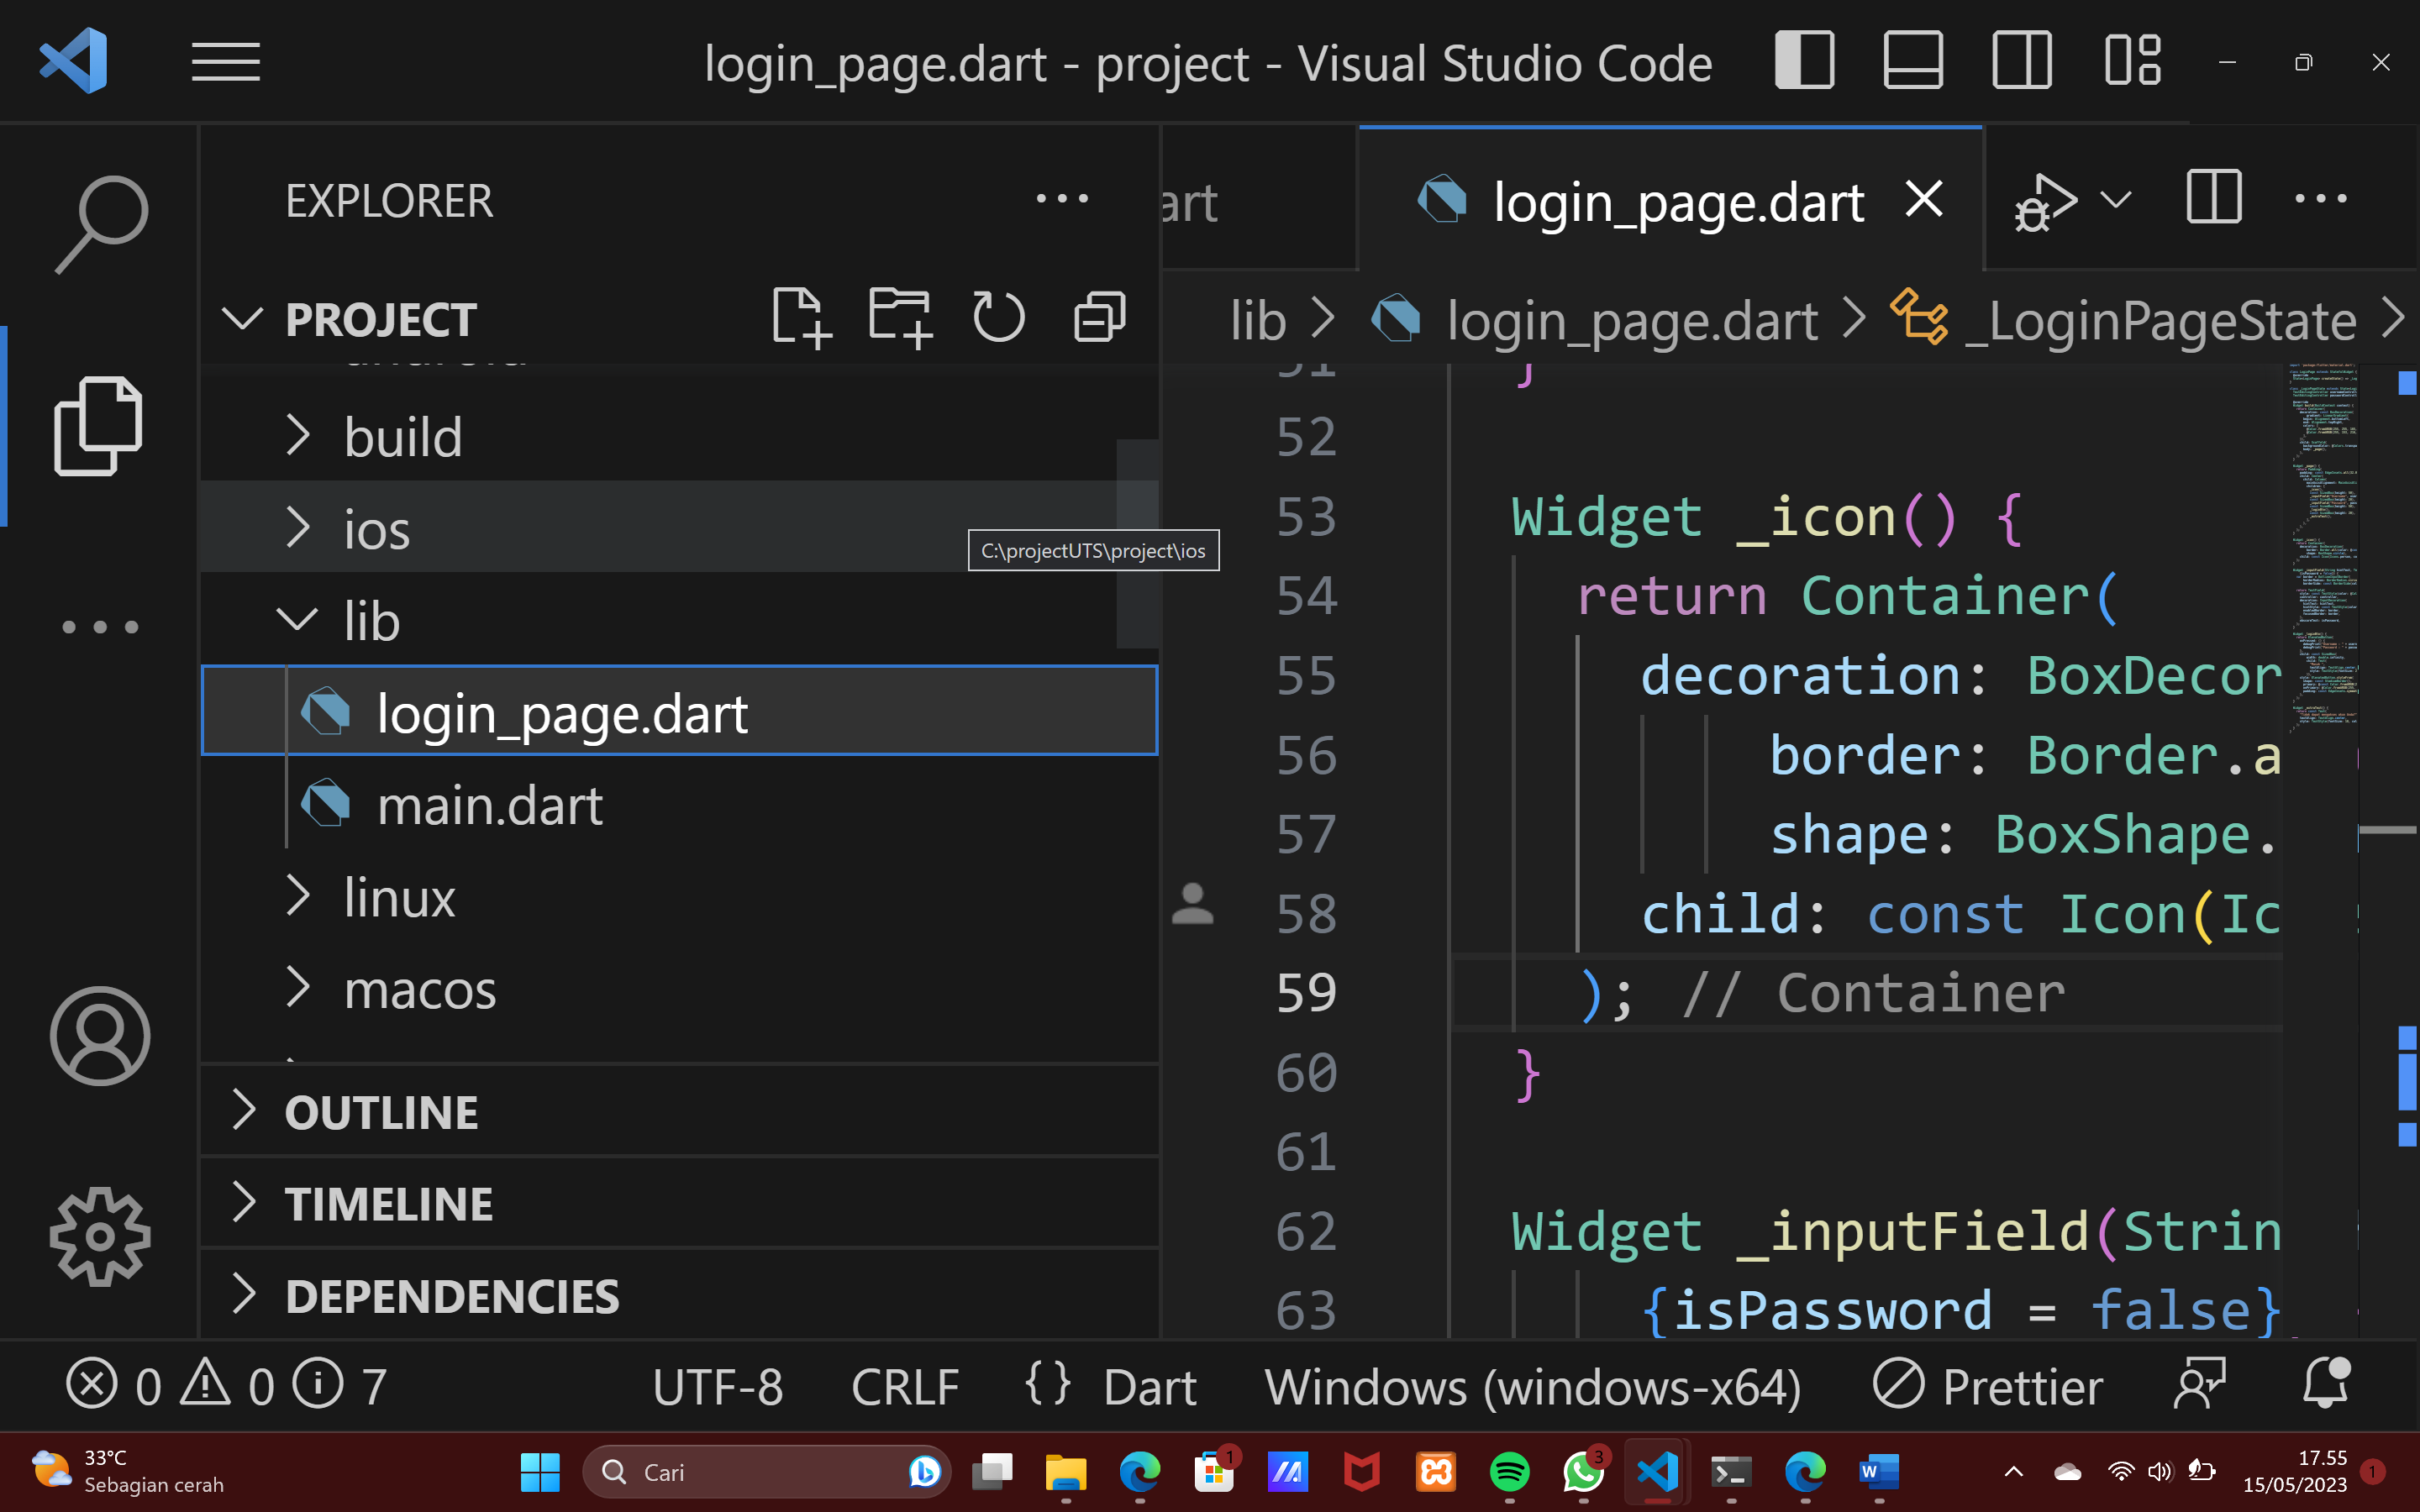 login_page.dart - project - Visual Studio Code
EXPLORER
art
login_page.dart
PROJECT
lib > login_page.dart > _LoginPageState >
build
ios
C:\projectUTS\project\ios
lib
login_page.dart
main.dart
linux
macos
OUTLINE
TIMELINE
DEPENDENCIES
51 }
52
53 Widget _icon() {
54 return Container(
55 decoration: BoxDecor
56 border: Border.a
57 shape: BoxShape.
58 child: const Icon(Ic
59 ); // Container
60 }
61
62 Widget _inputField(Strin
63 {isPassword = false}
0 0 7 UTF-8 CRLF {} Dart Windows (windows-x64) Prettier
33°C
Sebagian cerah
Cari
1
3
17.55
15/05/2023
1